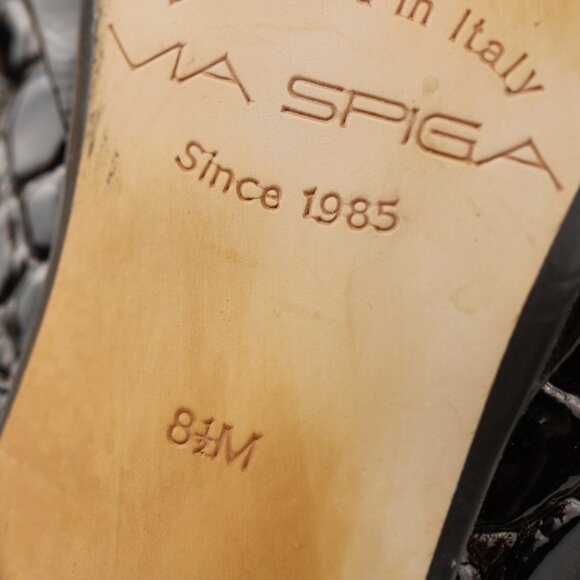 in Italy
VIA SPIGA
Since 1985
8½M